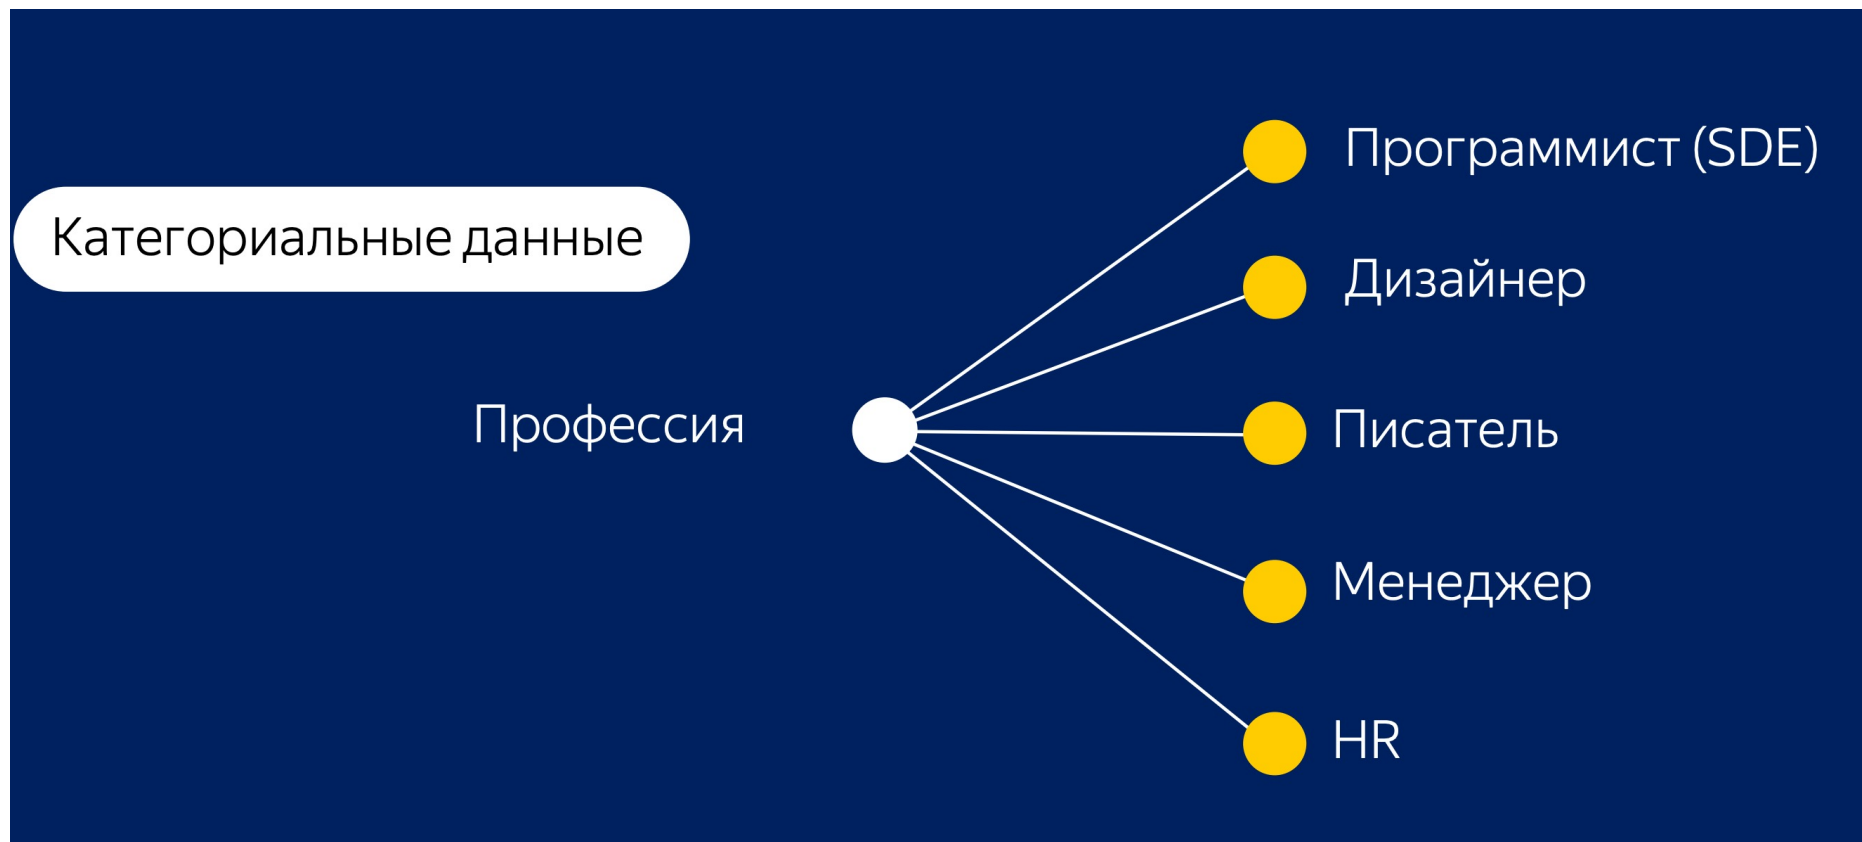 Категориальные данные
Профессия
Программист (SDE)
Дизайнер
Писатель
Менеджер
HR